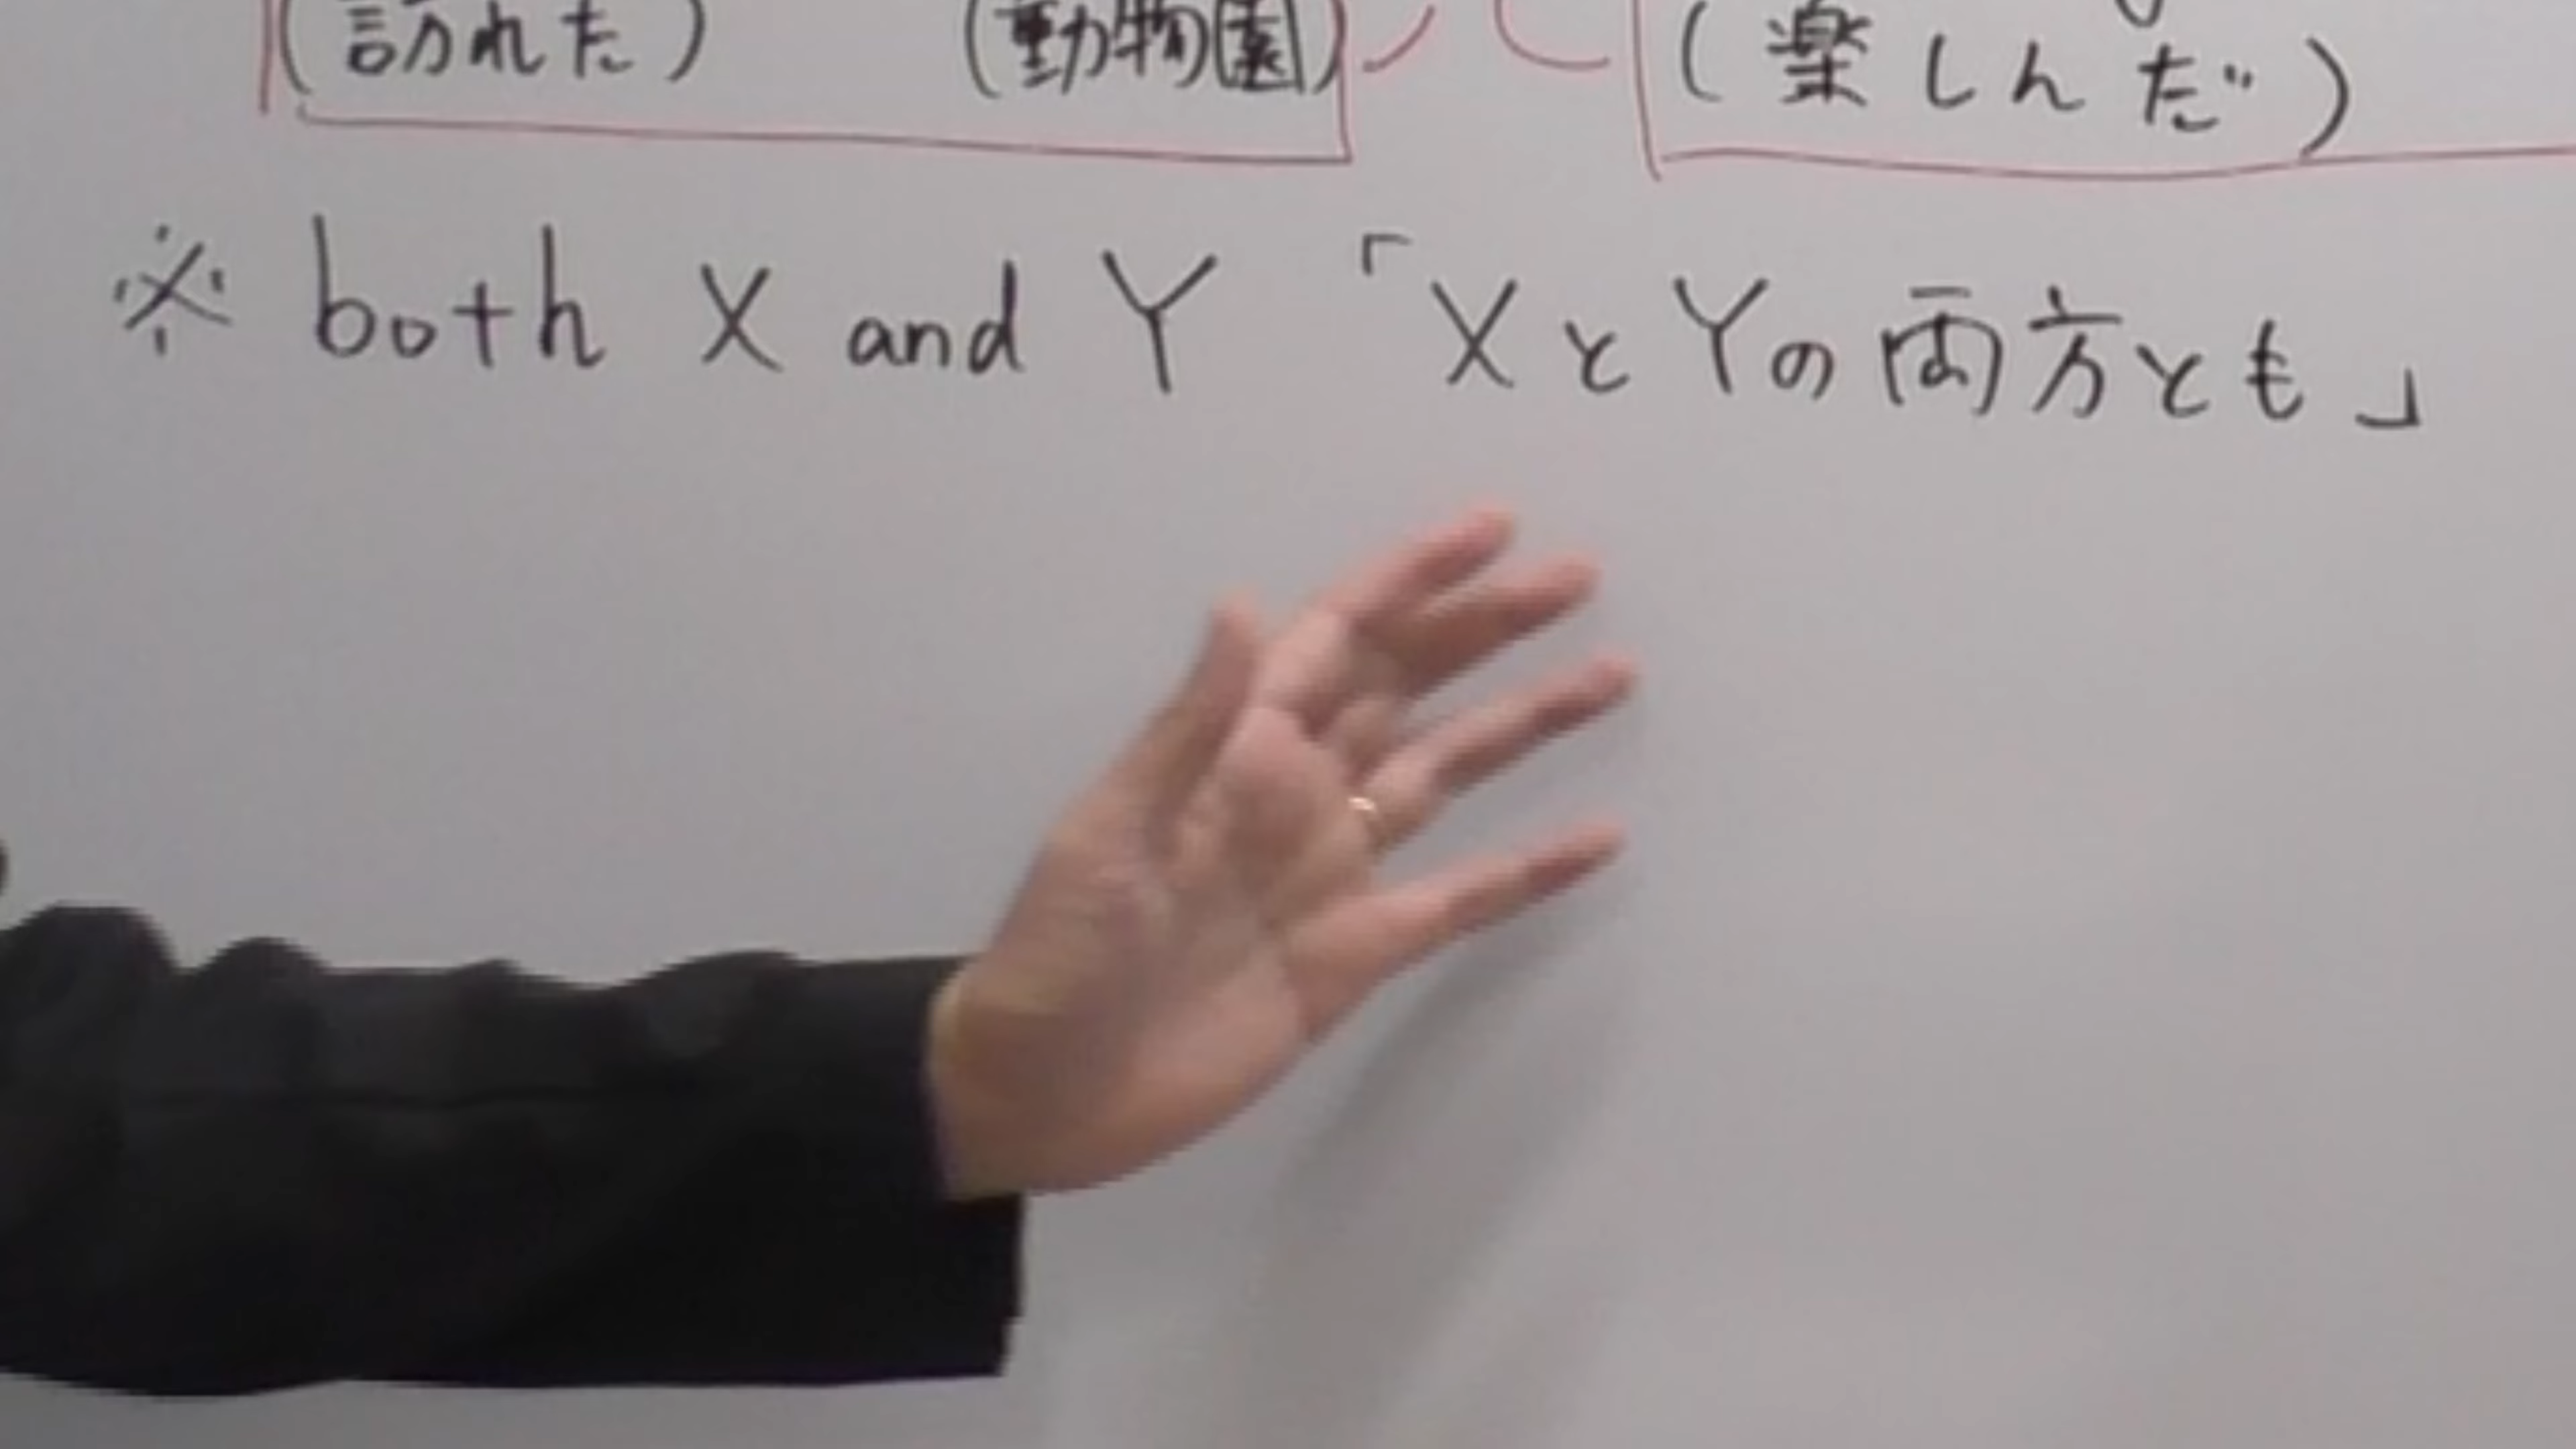 (訪れた) (動物園) (楽しんだ)
※ both X and Y 「XとYの両方とも」